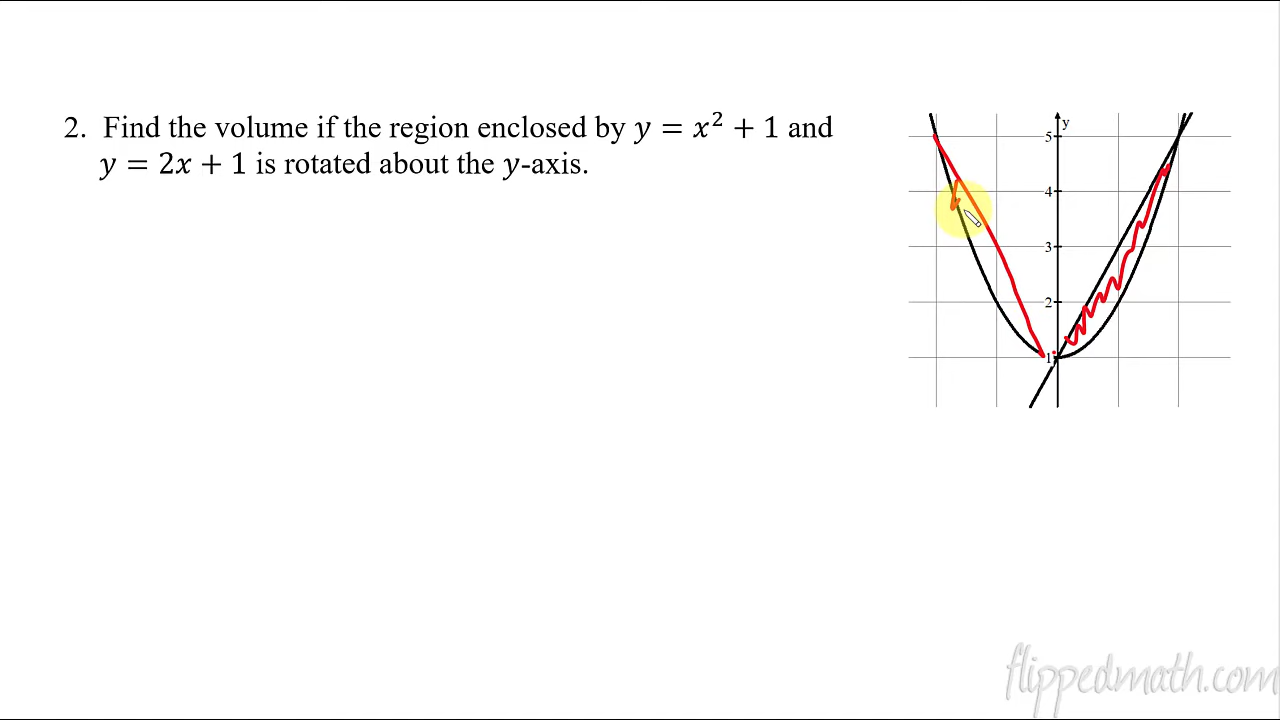 2. Find the volume if the region enclosed by y = x² + 1 and
y = 2x + 1 is rotated about the y-axis.
y
5
4
3
2
1
flippedmath.com